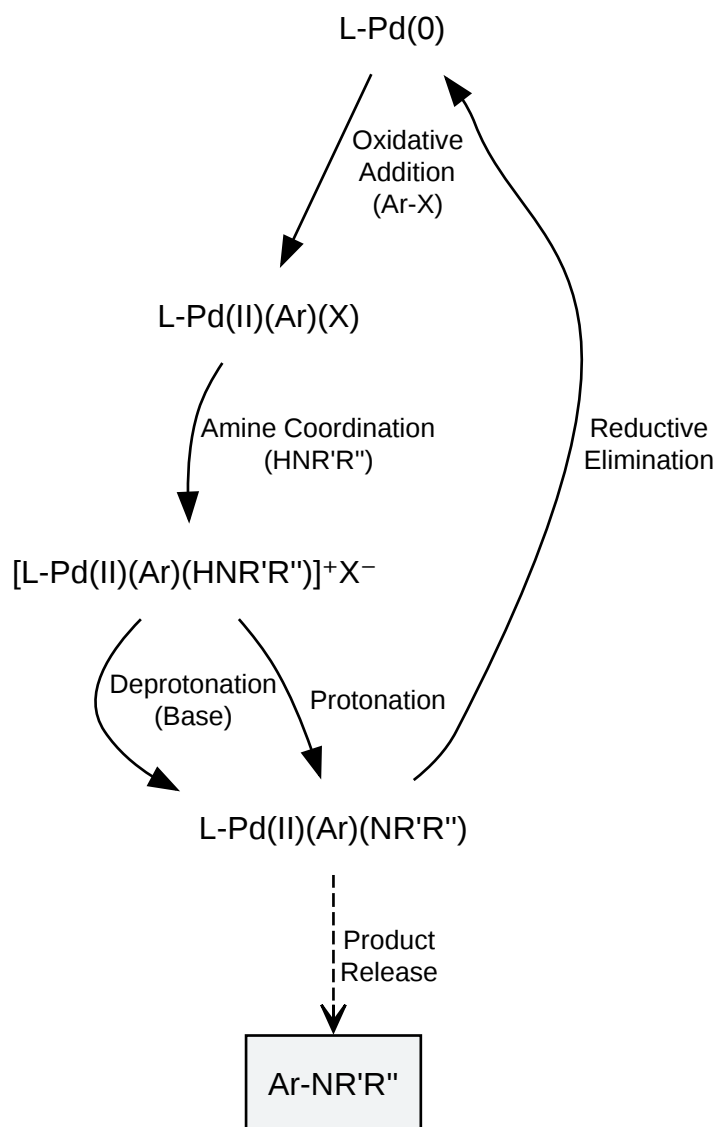 L-Pd(0)
Oxidative
Addition
(Ar-X)
L-Pd(II)(Ar)(X)
Amine Coordination
(HNR'R")
Reductive
Elimination
[L-Pd(II)(Ar)(HNR'R")]⁺X⁻
Deprotonation
(Base)
Protonation
L-Pd(II)(Ar)(NR'R")
Product
Release
Ar-NR'R"